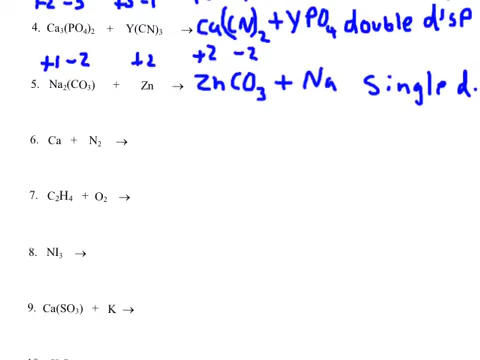 4. Ca₃(PO₄)₂ + Y(CN)₃ → Ca(CN)₂ + YPO₄ double disp
+1 -2 +2 +2 -2
5. Na₂(CO₃) + Zn → ZnCO₃ + Na Single d.
6. Ca + N₂ →
7. C₂H₄ + O₂ →
8. NI₃ →
9. Ca(SO₃) + K →